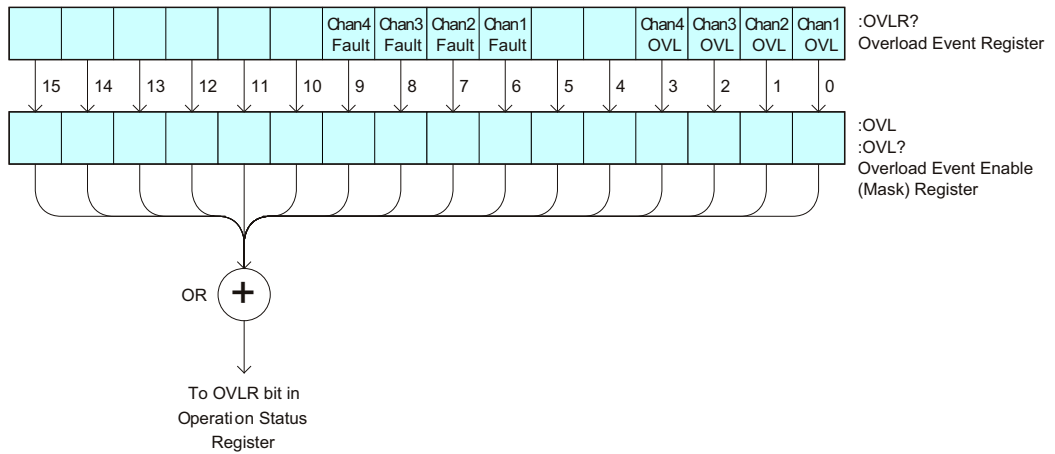 Chan4 Chan3 Chan2 Chan1 Chan4 Chan3 Chan2 Chan1 :OVLR?
Fault Fault Fault Fault OVL OVL OVL OVL Overload Event Register
15 14 13 12 11 10 9 8 7 6 5 4 3 2 1 0
:OVL
:OVL?
Overload Event Enable
(Mask) Register
OR +
To OVLR bit in
Operation Status
Register